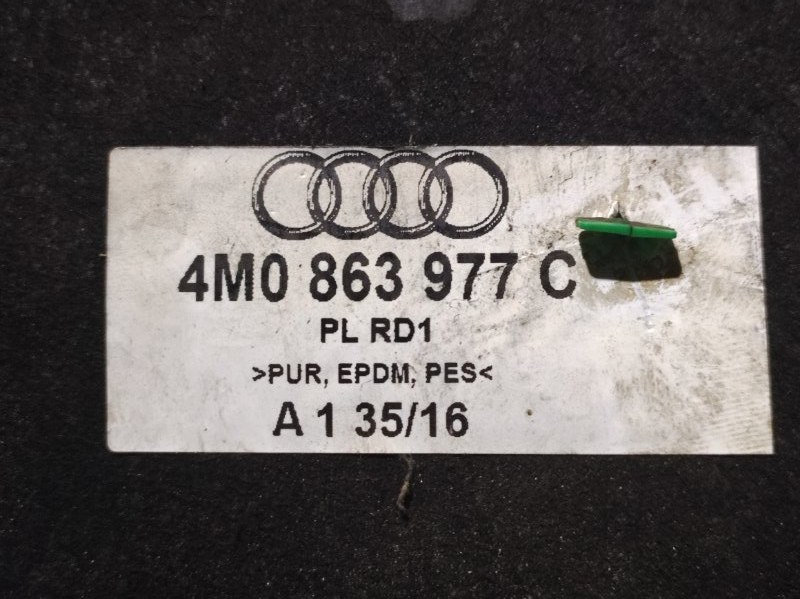 4M0 863 977 C
PL RD1
>PUR, EPDM, PES<
A 1 35/16